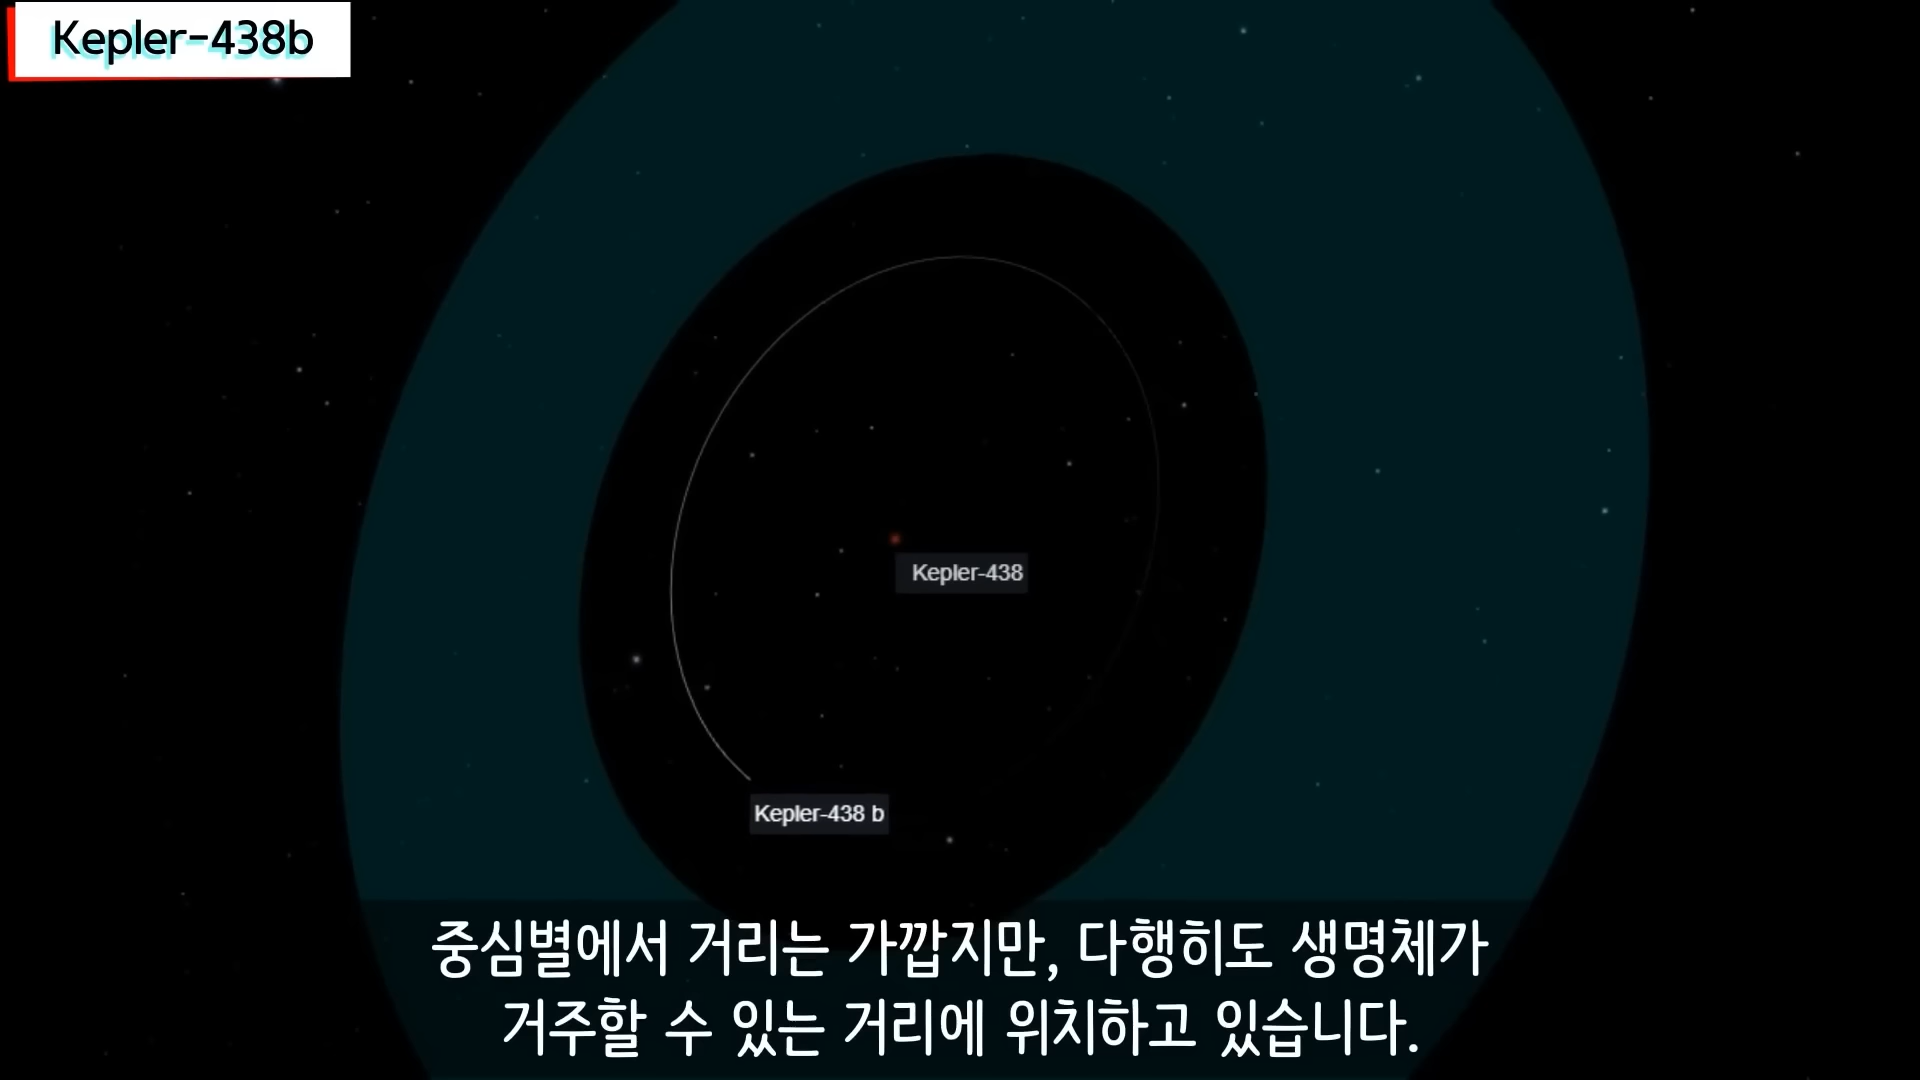 Kepler-438b
Kepler-438
Kepler-438 b
중심별에서 거리는 가깝지만, 다행히도 생명체가
거주할 수 있는 거리에 위치하고 있습니다.